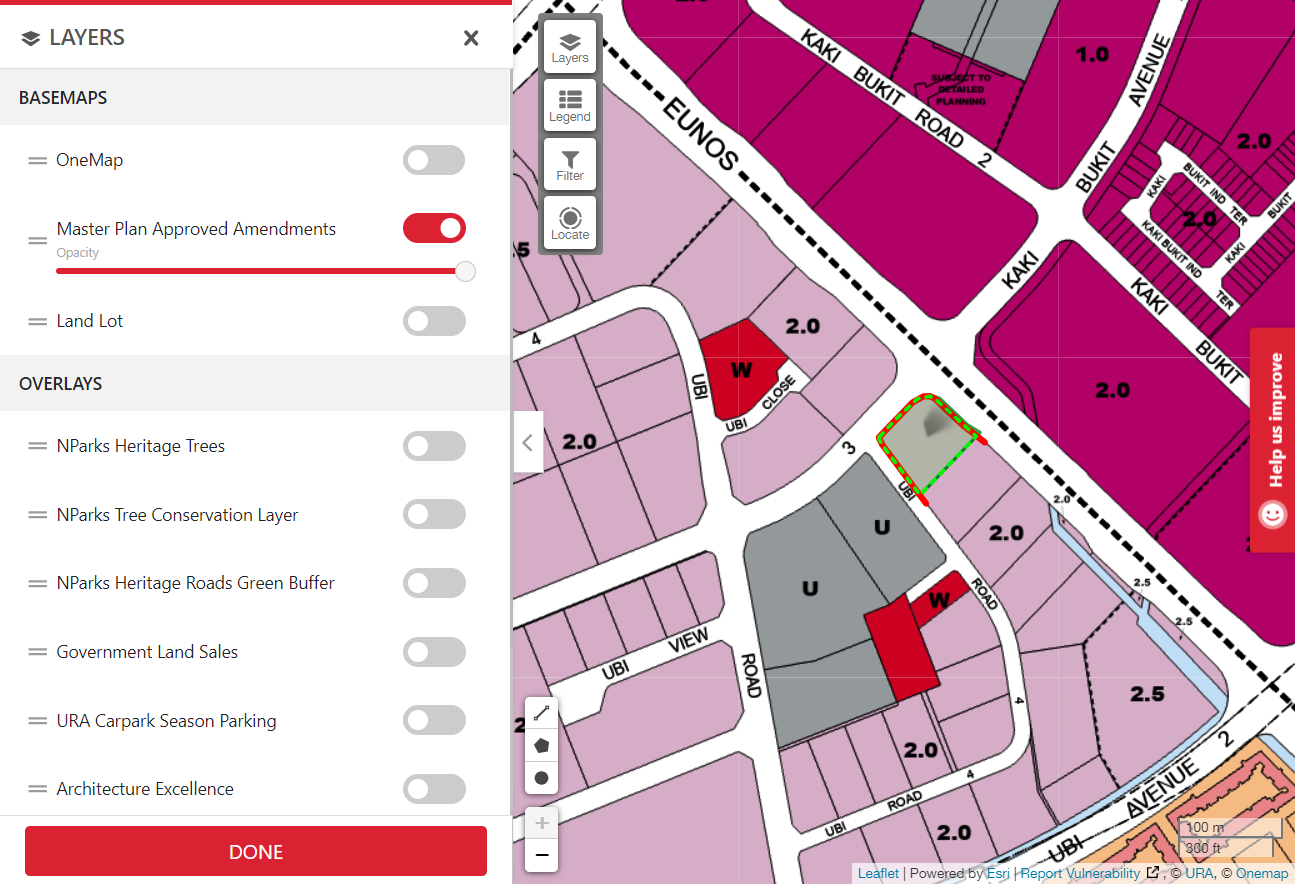 LAYERS
BASEMAPS
OneMap
Master Plan Approved Amendments
Opacity
Land Lot
OVERLAYS
NParks Heritage Trees
NParks Tree Conservation Layer
NParks Heritage Roads Green Buffer
Government Land Sales
URA Carpark Season Parking
Architecture Excellence
DONE
Layers
Legend
Filter
Locate
EUNOS
KAKI BUKIT ROAD 2
SUBJECT TO
DETAILED
PLANNING
1.0
KAKI BUKIT AVENUE
2.0
BUKIT IND TER
KAKI
2.0
KAKI BUKIT IND TER
KAKI BUKIT
KAKI BUKIT
2.0
2.0
W
UBI CLOSE
4
UBI
2.0
3
UBI
U
U
2.0
2.0
2.5
2.5
W
ROAD
UBI VIEW
ROAD
4
2.5
2.0
UBI ROAD 4
2.0
UBI AVENUE 2
Help us improve
+
−
100 m
300 ft
Leaflet | Powered by Esri | Report Vulnerability , © URA, © Onemap